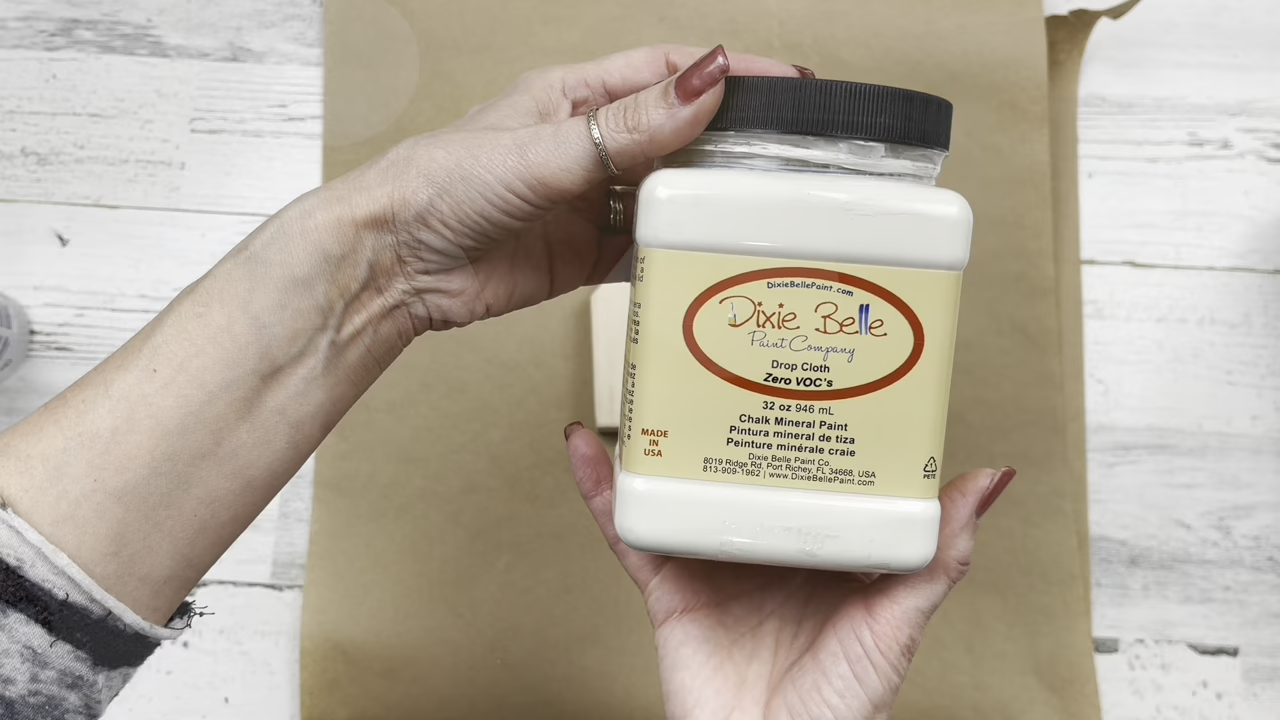 DixieBellePaint.com
Dixie Belle
Paint Company
Drop Cloth
Zero VOC's
32 oz 946 mL
Chalk Mineral Paint
Pintura mineral de tiza
Peinture minérale craie
Dixie Belle Paint Co.
8019 Ridge Rd, Port Richey, FL 34668, USA
813-909-1962 | www.DixieBellePaint.com
MADE
IN
USA
PETE